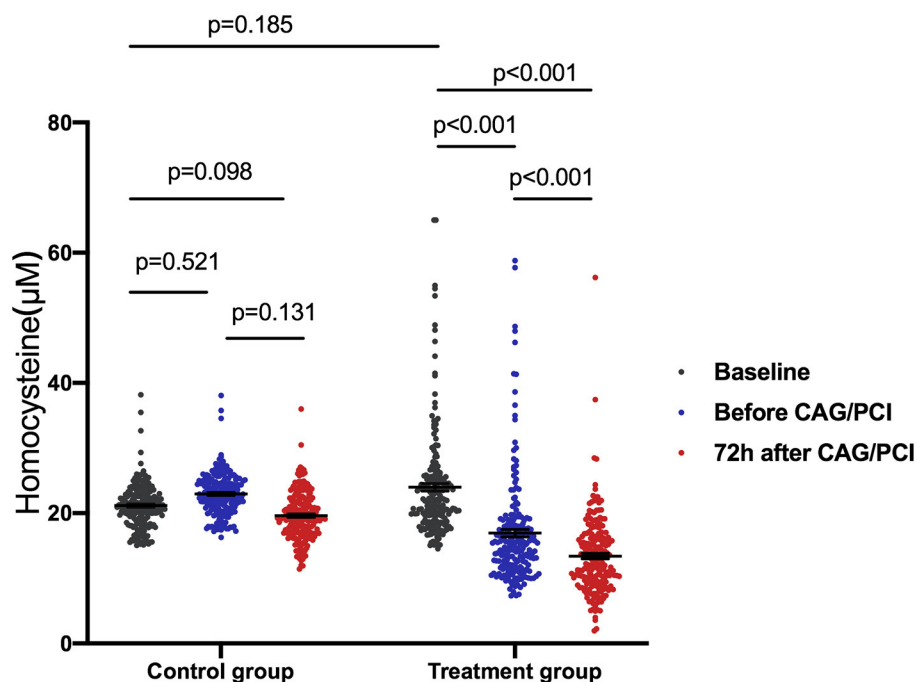 p=0.185
p<0.001
p<0.001
p=0.098
p<0.001
p=0.521
p=0.131
Homocysteine(μM)
80
60
40
20
0
Baseline
Before CAG/PCI
72h after CAG/PCI
Control group
Treatment group